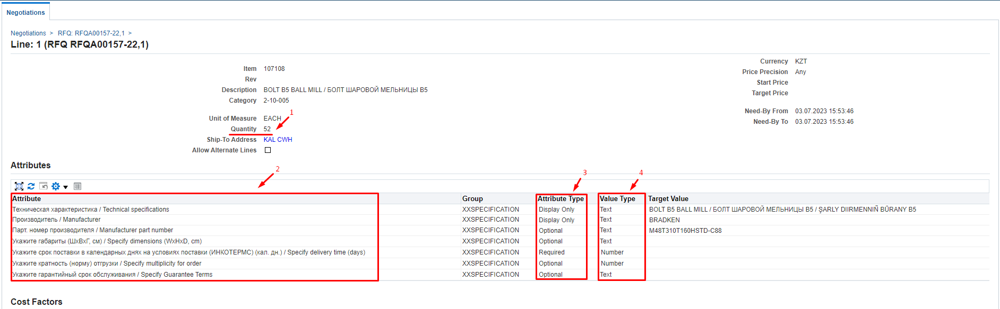 Negotiations
Negotiations > RFQ: RFQA00157-22,1 >
Line: 1 (RFQ RFQA00157-22,1)
Item 107108
Rev
Description BOLT B5 BALL MILL / БОЛТ ШАРОВОЙ МЕЛЬНИЦЫ B5
Category 2-10-005
Unit of Measure EACH
1
Quantity 52
Ship-To Address KAL CWH
Allow Alternate Lines
Currency KZT
Price Precision Any
Start Price
Target Price
Need-By From 03.07.2023 15:53:46
Need-By To 03.07.2023 15:53:46
Attributes
2
3
4
Attribute Group Attribute Type Value Type Target Value
Техническая характеристика / Technical specifications XXSPECIFICATION Display Only Text BOLT B5 BALL MILL / БОЛТ ШАРОВОЙ МЕЛЬНИЦЫ B5 / ŞARLY DIIRMENNIÑ BŪRANY B5
Производитель / Manufacturer XXSPECIFICATION Display Only Text BRADKEN
Парт. номер производителя / Manufacturer part number XXSPECIFICATION Optional Text M48T310T160HSTD-C88
Укажите габариты (ШxВxГ, см) / Specify dimensions (WxHxD, cm) XXSPECIFICATION Optional Text
Укажите срок поставки в календарных днях на условиях поставки (ИНКОТЕРМС) (кал. дн.) / Specify delivery time (days) XXSPECIFICATION Required Number
Укажите кратность (норму) отгрузки / Specify multiplicity for order XXSPECIFICATION Optional Number
Укажите гарантийный срок обслуживания / Specify Guarantee Terms XXSPECIFICATION Optional Text
Cost Factors